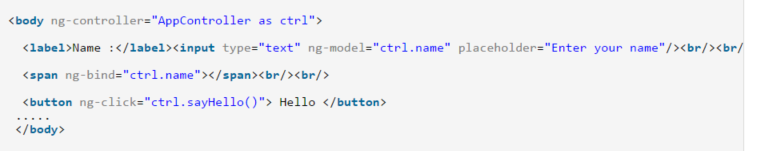 <body ng-controller="AppController as ctrl">
<label>Name :</label><input type="text" ng-model="ctrl.name" placeholder="Enter your name"/><br/><br/
<span ng-bind="ctrl.name"></span><br/><br/>
<button ng-click="ctrl.sayHello()"> Hello </button>
.....
</body>